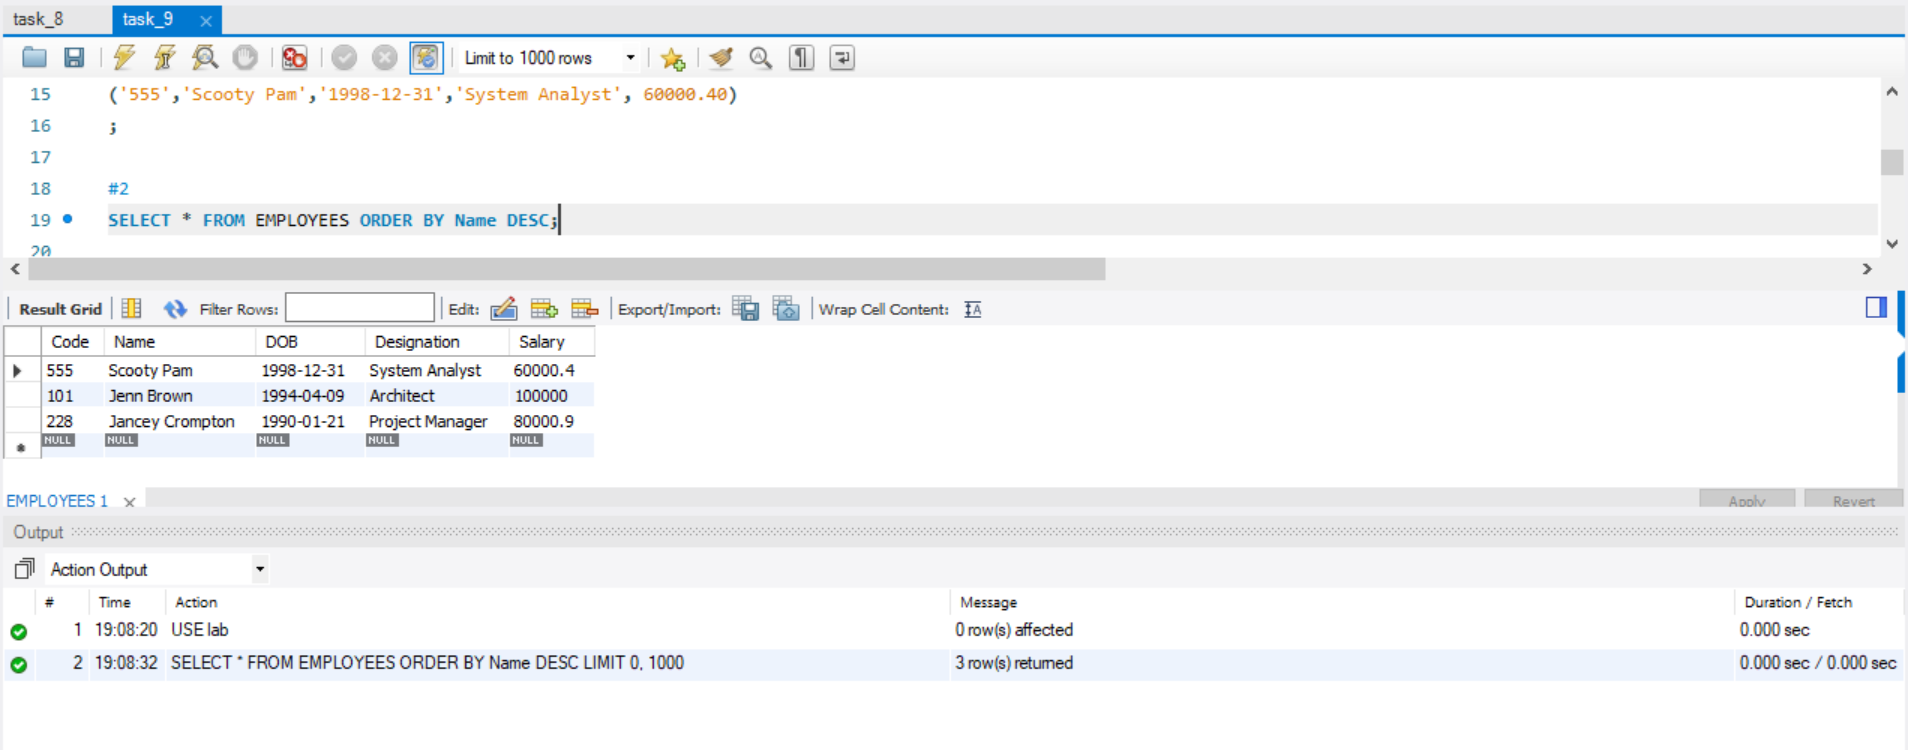 task_8 task_9
Limit to 1000 rows
15 ('555','Scooty Pam','1998-12-31','System Analyst', 60000.40)
16 ;
17
18 #2
19 SELECT * FROM EMPLOYEES ORDER BY Name DESC;
20
Result Grid Filter Rows: Edit: Export/Import: Wrap Cell Content:
Code Name DOB Designation Salary
555 Scooty Pam 1998-12-31 System Analyst 60000.4
101 Jenn Brown 1994-04-09 Architect 100000
228 Jancey Crompton 1990-01-21 Project Manager 80000.9
NULL NULL NULL NULL NULL
EMPLOYEES 1 Apply Revert
Output
Action Output
# Time Action Message Duration / Fetch
1 19:08:20 USE lab 0 row(s) affected 0.000 sec
2 19:08:32 SELECT * FROM EMPLOYEES ORDER BY Name DESC LIMIT 0, 1000 3 row(s) returned 0.000 sec / 0.000 sec